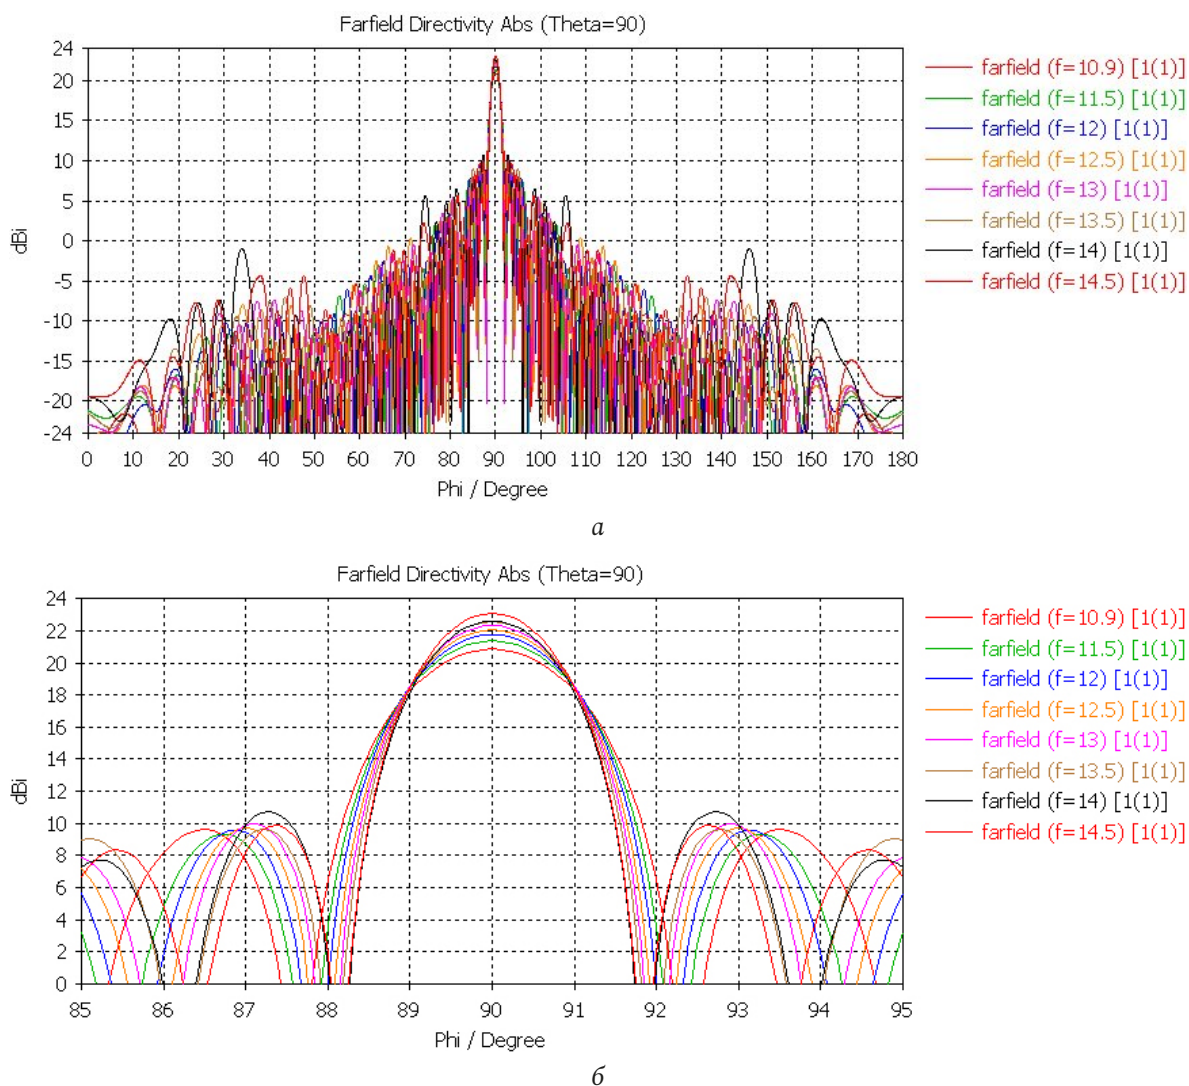 Farfield Directivity Abs (Theta=90)
24
20
15
10
5
0
-5
-10
-15
-20
-24
dBi
0 10 20 30 40 50 60 70 80 90 100 110 120 130 140 150 160 170 180
Phi / Degree
farfield (f=10.9) [1(1)]
farfield (f=11.5) [1(1)]
farfield (f=12) [1(1)]
farfield (f=12.5) [1(1)]
farfield (f=13) [1(1)]
farfield (f=13.5) [1(1)]
farfield (f=14) [1(1)]
farfield (f=14.5) [1(1)]
а
Farfield Directivity Abs (Theta=90)
24
22
20
18
16
14
12
10
8
6
4
2
0
dBi
85 86 87 88 89 90 91 92 93 94 95
Phi / Degree
farfield (f=10.9) [1(1)]
farfield (f=11.5) [1(1)]
farfield (f=12) [1(1)]
farfield (f=12.5) [1(1)]
farfield (f=13) [1(1)]
farfield (f=13.5) [1(1)]
farfield (f=14) [1(1)]
farfield (f=14.5) [1(1)]
б